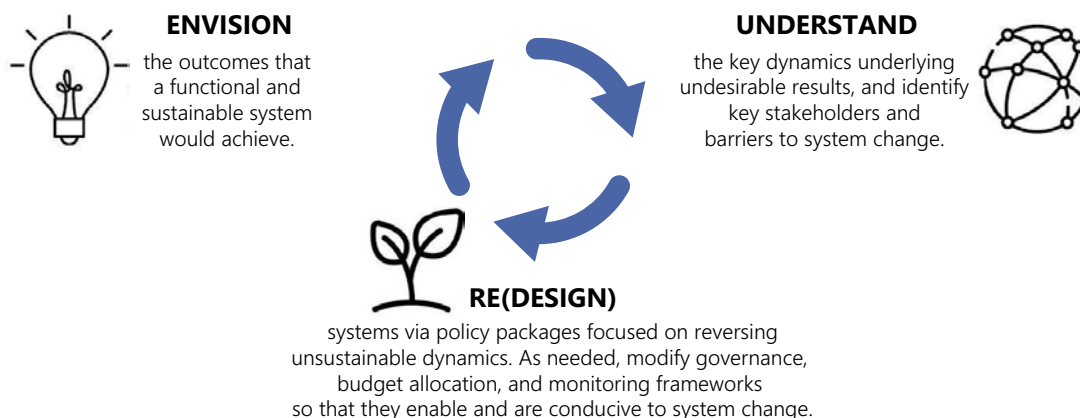 ENVISION
the outcomes that
a functional and
sustainable system
would achieve.
UNDERSTAND
the key dynamics underlying
undesirable results, and identify
key stakeholders and
barriers to system change.
RE(DESIGN)
systems via policy packages focused on reversing
unsustainable dynamics. As needed, modify governance,
budget allocation, and monitoring frameworks
so that they enable and are conducive to system change.